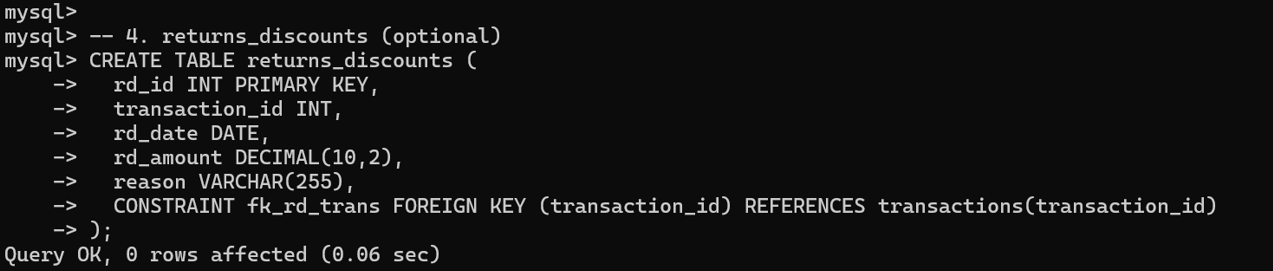 mysql>
mysql> -- 4. returns_discounts (optional)
mysql> CREATE TABLE returns_discounts (
    ->   rd_id INT PRIMARY KEY,
    ->   transaction_id INT,
    ->   rd_date DATE,
    ->   rd_amount DECIMAL(10,2),
    ->   reason VARCHAR(255),
    ->   CONSTRAINT fk_rd_trans FOREIGN KEY (transaction_id) REFERENCES transactions(transaction_id)
    -> );
Query OK, 0 rows affected (0.06 sec)